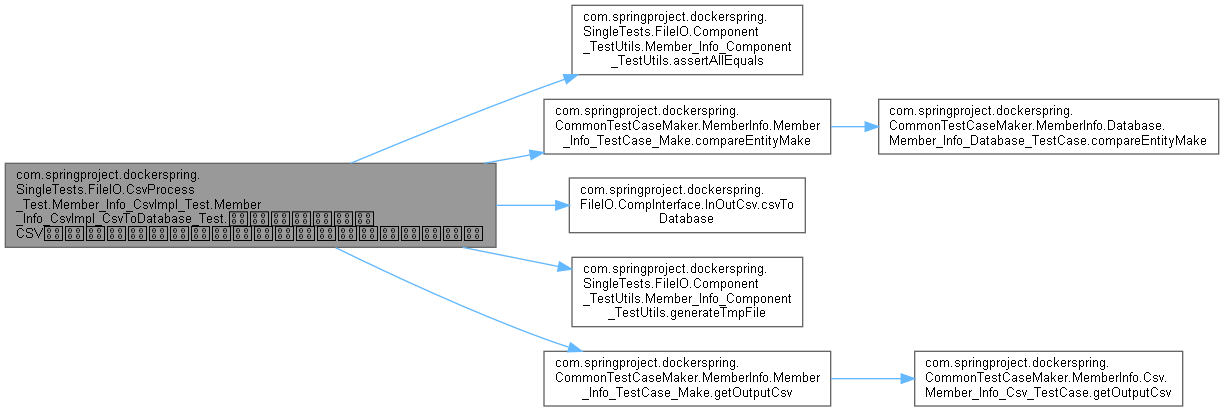 com.springproject.dockerspring.
SingleTests.FileIO.Component
_TestUtils.Member_Info_Component
_TestUtils.assertAllEquals
com.springproject.dockerspring.
CommonTestCaseMaker.MemberInfo.Member
_Info_TestCase_Make.compareEntityMake
com.springproject.dockerspring.
CommonTestCaseMaker.MemberInfo.Database.
Member_Info_Database_TestCase.compareEntityMake
com.springproject.dockerspring.
SingleTests.FileIO.CsvProcess
_Test.Member_Info_CsvImpl_Test.Member
_Info_CsvImpl_CsvToDatabase_Test.
CSV
com.springproject.dockerspring.
FileIO.CompInterface.InOutCsv.csvTo
Database
com.springproject.dockerspring.
SingleTests.FileIO.Component
_TestUtils.Member_Info_Component
_TestUtils.generateTmpFile
com.springproject.dockerspring.
CommonTestCaseMaker.MemberInfo.Member
_Info_TestCase_Make.getOutputCsv
com.springproject.dockerspring.
CommonTestCaseMaker.MemberInfo.Csv.
Member_Info_Csv_TestCase.getOutputCsv